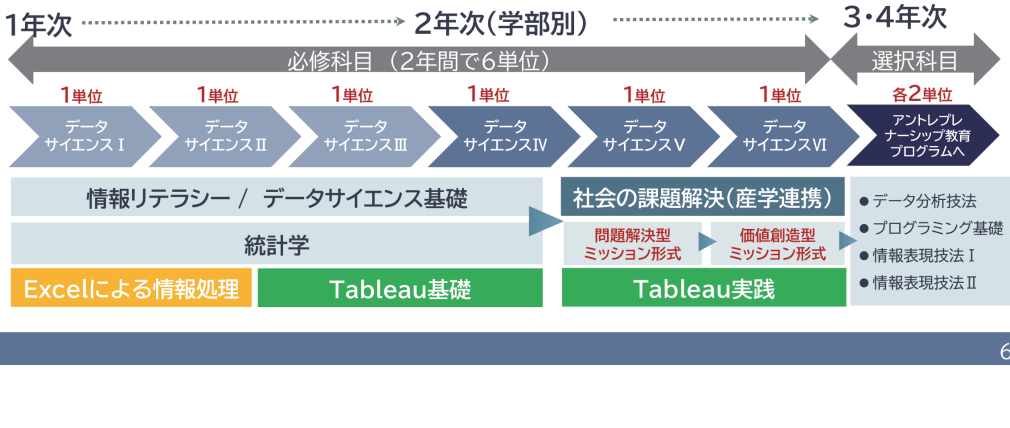 1年次
2年次(学部別)
3・4年次
必修科目（2年間で6単位）
選択科目
1単位
1単位
1単位
1単位
1単位
1単位
各2単位
データ
サイエンスⅠ
データ
サイエンスⅡ
データ
サイエンスⅢ
データ
サイエンスⅣ
データ
サイエンスⅤ
データ
サイエンスⅥ
アントレプレ
ナーシップ教育
プログラムへ
情報リテラシー / データサイエンス基礎
統計学
Excelによる情報処理
Tableau基礎
社会の課題解決(産学連携)
問題解決型
ミッション形式
価値創造型
ミッション形式
Tableau実践
●データ分析技法
●プログラミング基礎
●情報表現技法Ⅰ
●情報表現技法Ⅱ
6